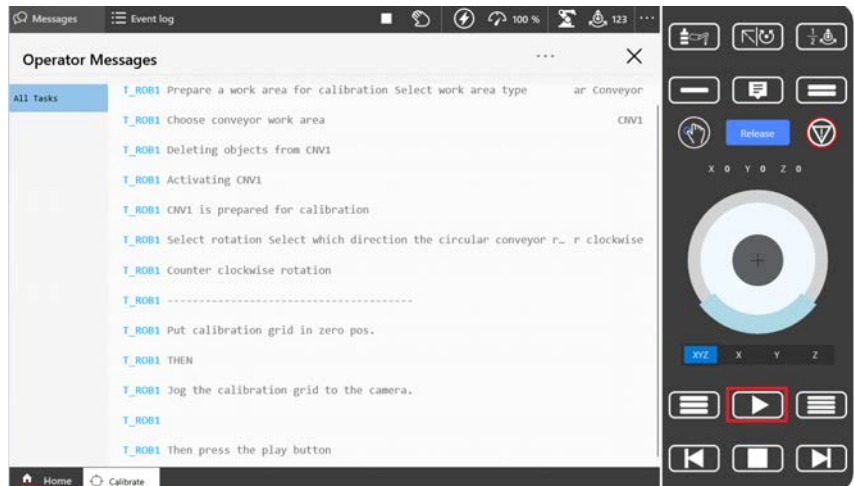 Messages
Event log
100 %
123
Operator Messages
All Tasks
T_ROB1 Prepare a work area for calibration Select work area type ar Conveyor
T_ROB1 Choose conveyor work area CNV1
T_ROB1 Deleting objects from CNV1
T_ROB1 Activating CNV1
T_ROB1 CNV1 is prepared for calibration
T_ROB1 Select rotation Select which direction the circular conveyor r… r clockwise
T_ROB1 Counter clockwise rotation
T_ROB1 ---------------------------------------
T_ROB1 Put calibration grid in zero pos.
T_ROB1 THEN
T_ROB1 Jog the calibration grid to the camera.
T_ROB1
T_ROB1 Then press the play button
Home
Calibrate
1/2
Release
X 0 Y 0 Z 0
XYZ X Y Z